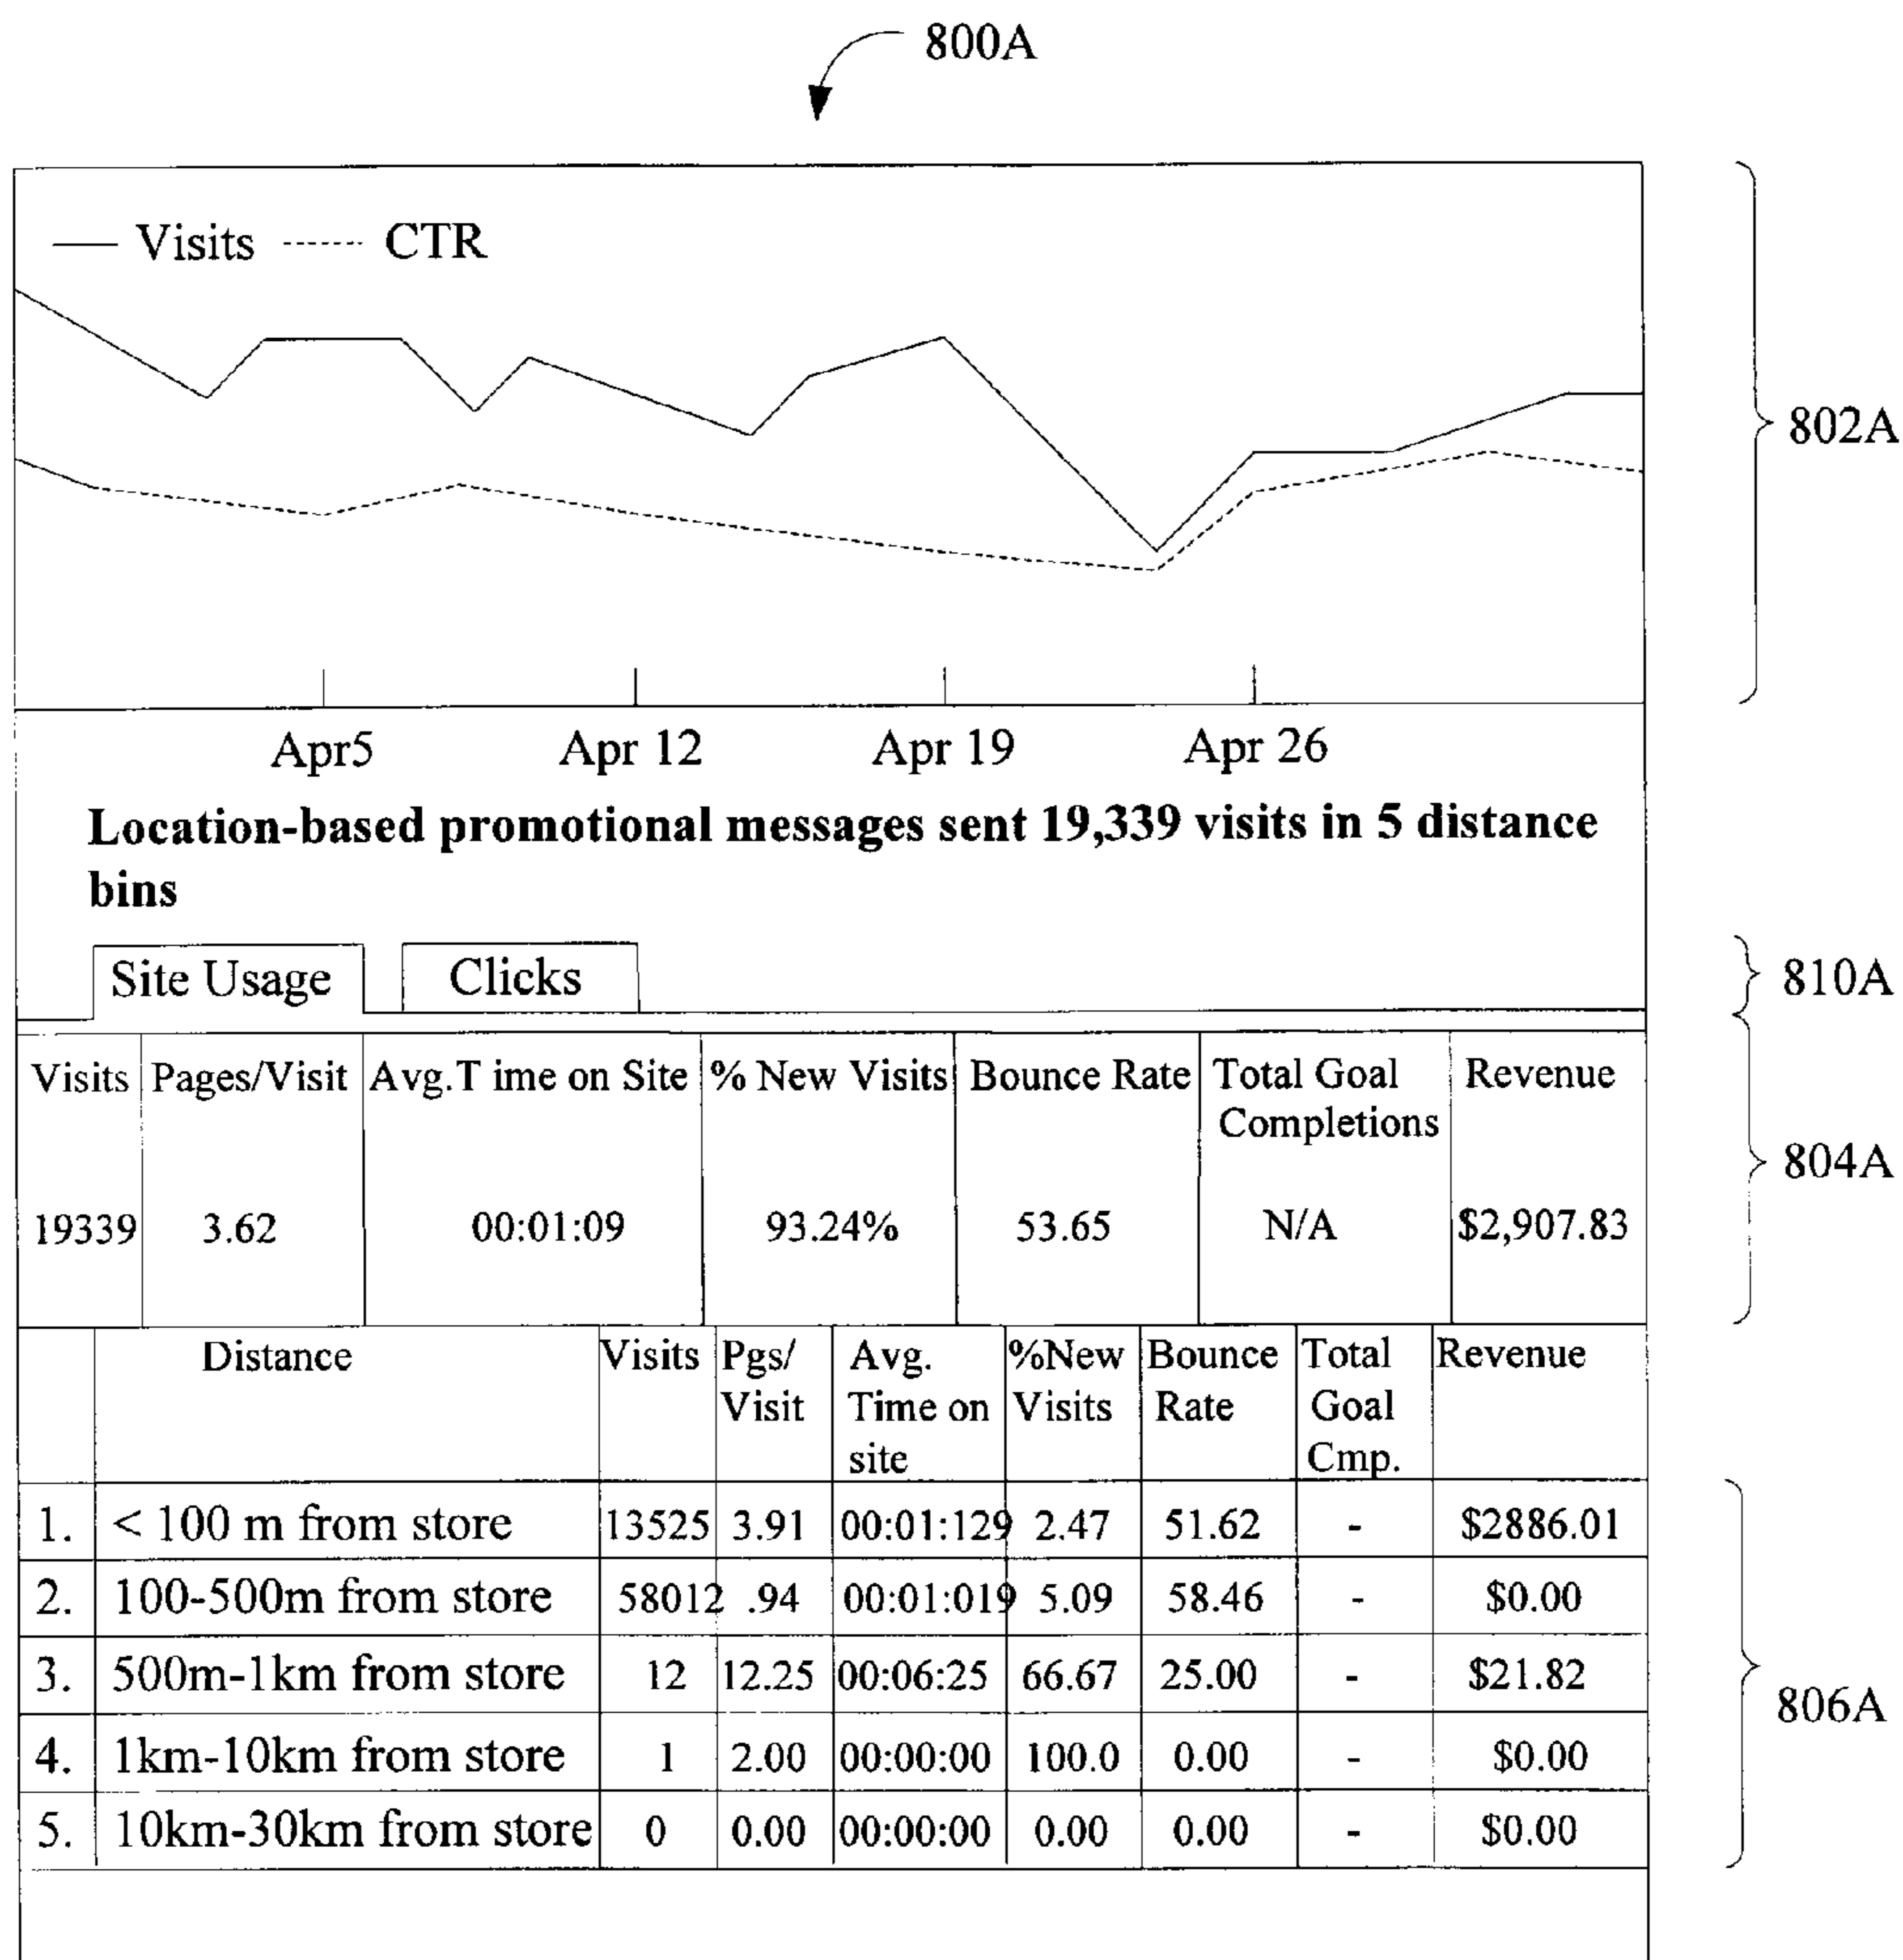 800A
Visits CTR
802A
Apr5 Apr 12 Apr 19 Apr 26
Location-based promotional messages sent 19,339 visits in 5 distance
bins
Site Usage Clicks
810A
Visits Pages/Visit Avg.T ime on Site % New Visits Bounce Rate Total Goal Revenue
Completions
804A
19339 3.62 00:01:09 93.24% 53.65 N/A $2,907.83
Distance Visits Pgs/ Avg. %New Bounce Total Revenue
Visit Time on Visits Rate Goal
site Cmp.
1. < 100 m from store 13525 3.91 00:01:129 2.47 51.62 - $2886.01
2. 100-500m from store 58012 .94 00:01:019 5.09 58.46 - $0.00
3. 500m-1km from store 12 12.25 00:06:25 66.67 25.00 - $21.82
806A
4. 1km-10km from store 1 2.00 00:00:00 100.0 0.00 - $0.00
5. 10km-30km from store 0 0.00 00:00:00 0.00 0.00 - $0.00